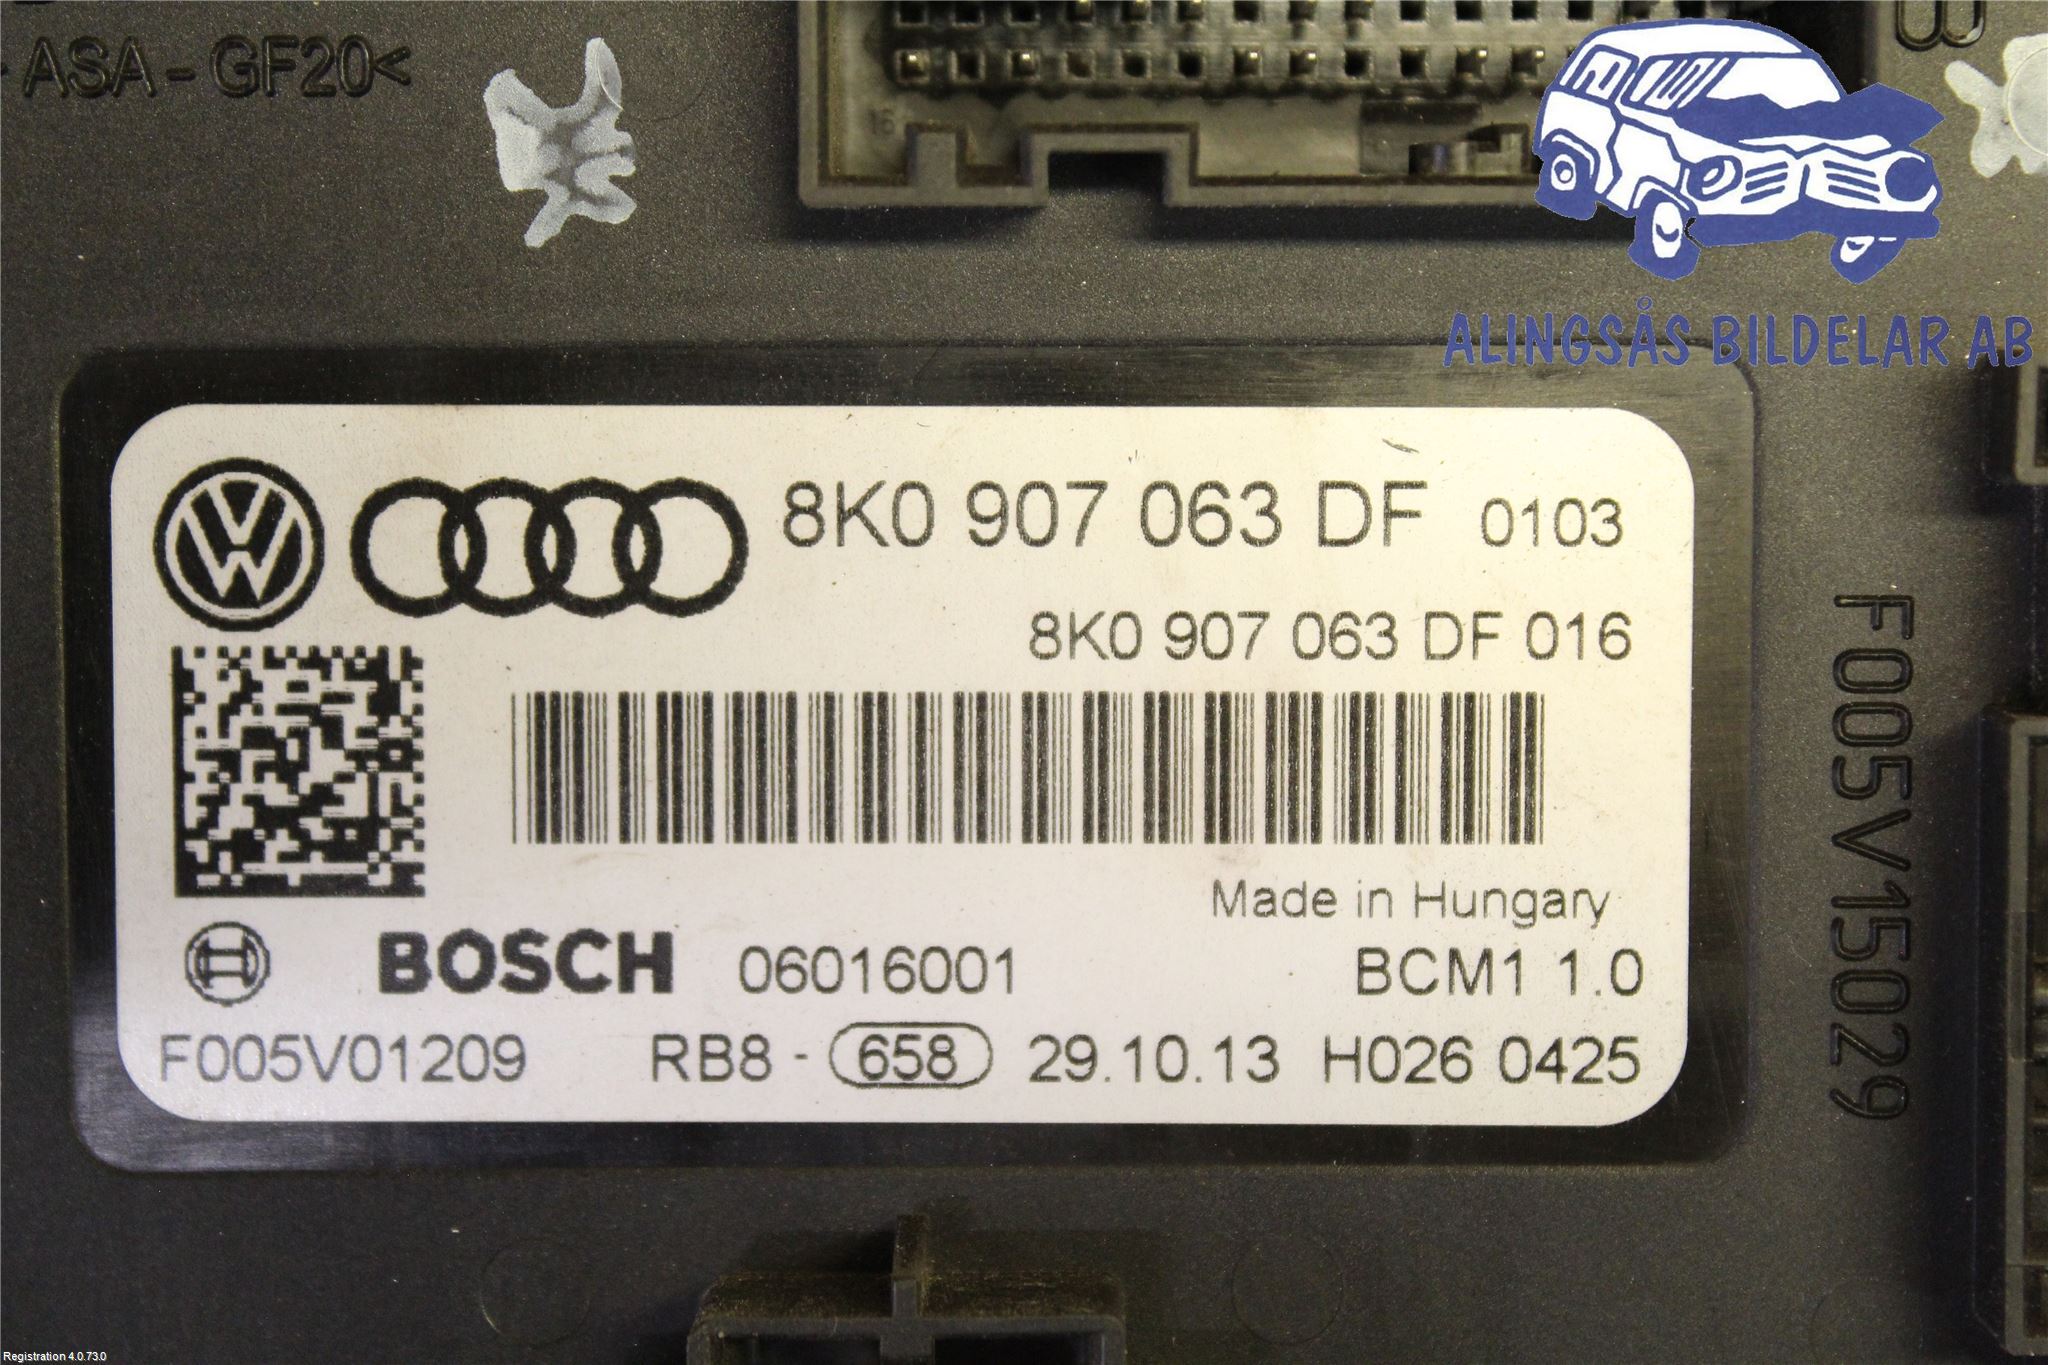 ASA - GF20<
16
ALINGSÅS BILDELAR AB
8K0 907 063 DF 0103
8K0 907 063 DF 016
Made in Hungary
BOSCH 06016001 BCM1 1.0
F005V01209 RB8 - 658 29.10.13 H026 0425
F005V15029
Registration 4.0.73.0